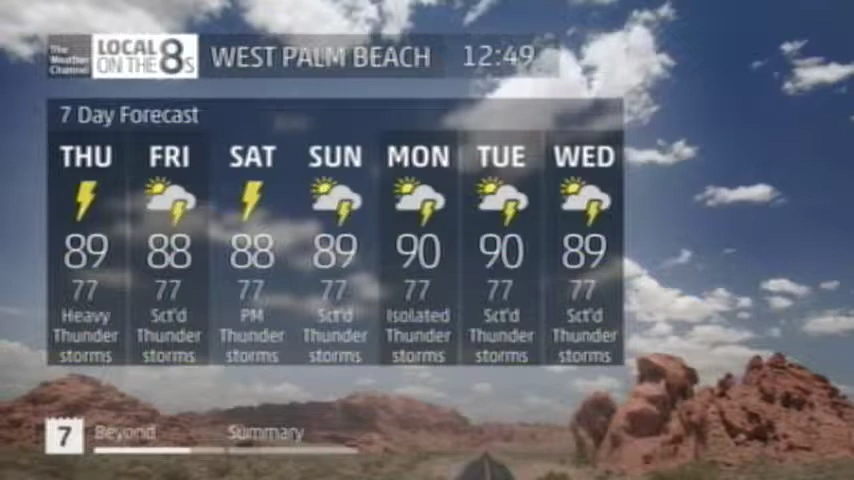 The Weather Channel
LOCAL ON THE 8s
WEST PALM BEACH 12:49
7 Day Forecast
THU FRI SAT SUN MON TUE WED
89 88 88 89 90 90 89
77 77 77 77 77 77 77
Heavy Sct'd PM Sct'd Isolated Sct'd Sct'd
Thunder Thunder Thunder Thunder Thunder Thunder Thunder
storms storms storms storms storms storms storms
7 Beyond Summary